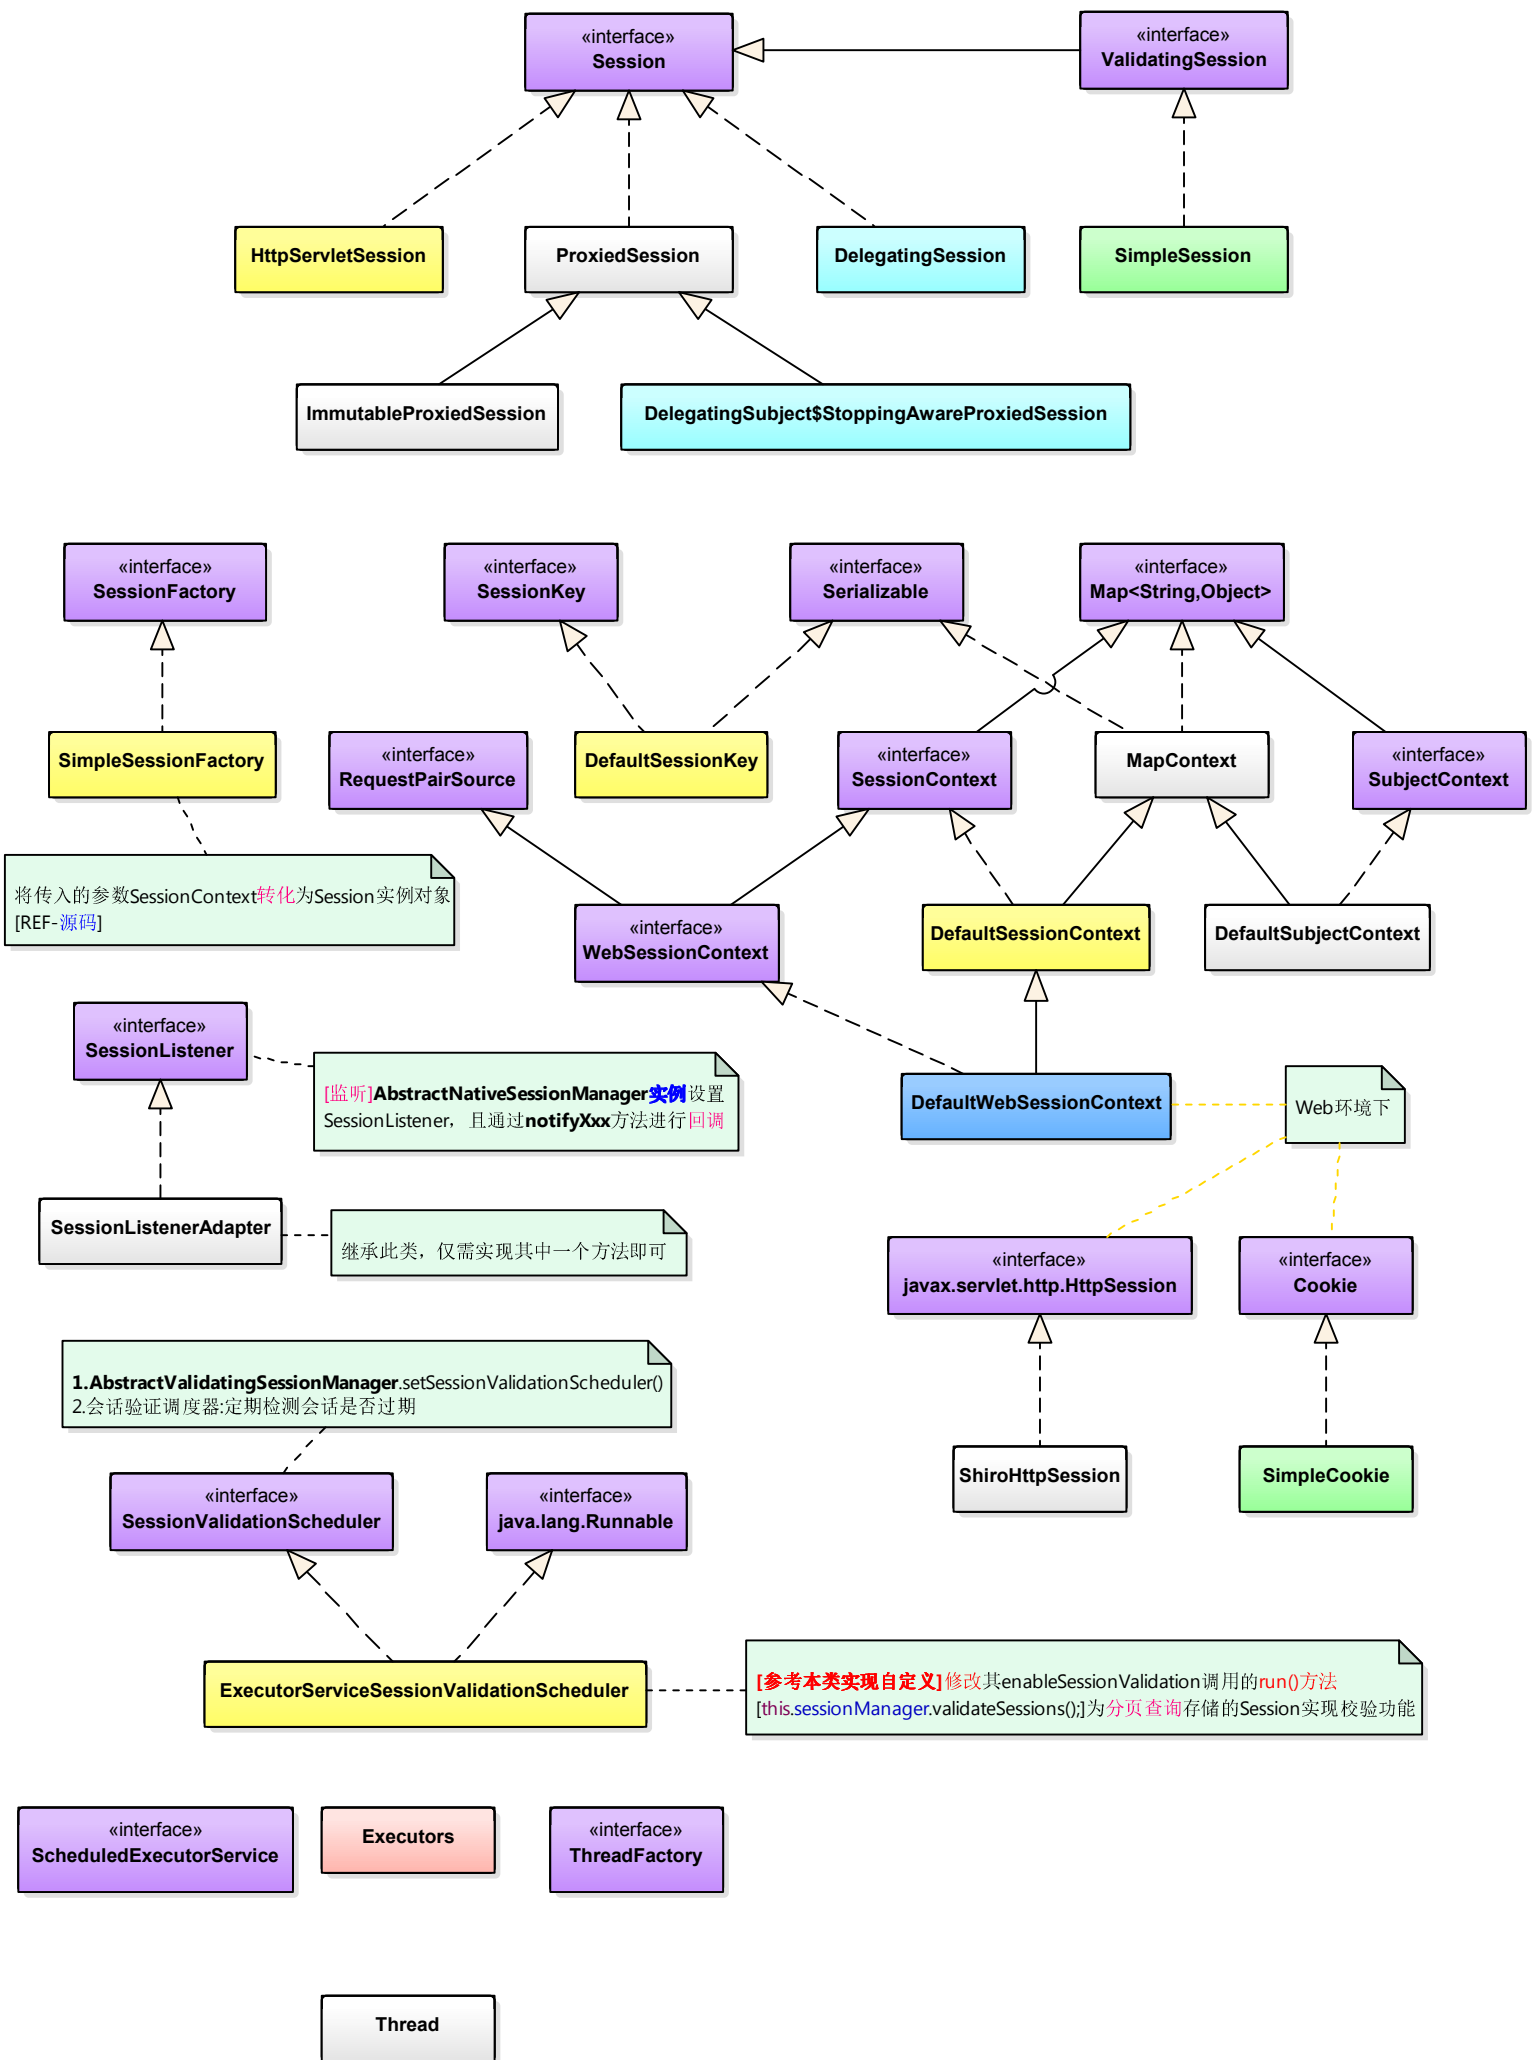 «interface»
Session
«interface»
ValidatingSession
HttpServletSession
ProxiedSession
DelegatingSession
SimpleSession
ImmutableProxiedSession
DelegatingSubject$StoppingAwareProxiedSession
«interface»
SessionFactory
«interface»
SessionKey
«interface»
Serializable
«interface»
Map<String,Object>
SimpleSessionFactory
«interface»
RequestPairSource
DefaultSessionKey
«interface»
SessionContext
MapContext
«interface»
SubjectContext
将传入的参数SessionContext转化为Session实例对象
[REF-源码]
«interface»
WebSessionContext
DefaultSessionContext
DefaultSubjectContext
«interface»
SessionListener
[监听]AbstractNativeSessionManager实例设置
SessionListener，且通过notifyXxx方法进行回调
DefaultWebSessionContext
Web环境下
SessionListenerAdapter
继承此类，仅需实现其中一个方法即可
«interface»
javax.servlet.http.HttpSession
«interface»
Cookie
1.AbstractValidatingSessionManager.setSessionValidationScheduler()
2.会话验证调度器:定期检测会话是否过期
ShiroHttpSession
SimpleCookie
«interface»
SessionValidationScheduler
«interface»
java.lang.Runnable
ExecutorServiceSessionValidationScheduler
[参考本类实现自定义]修改其enableSessionValidation调用的run()方法
[this.sessionManager.validateSessions();]为分页查询存储的Session实现校验功能
«interface»
ScheduledExecutorService
Executors
«interface»
ThreadFactory
Thread